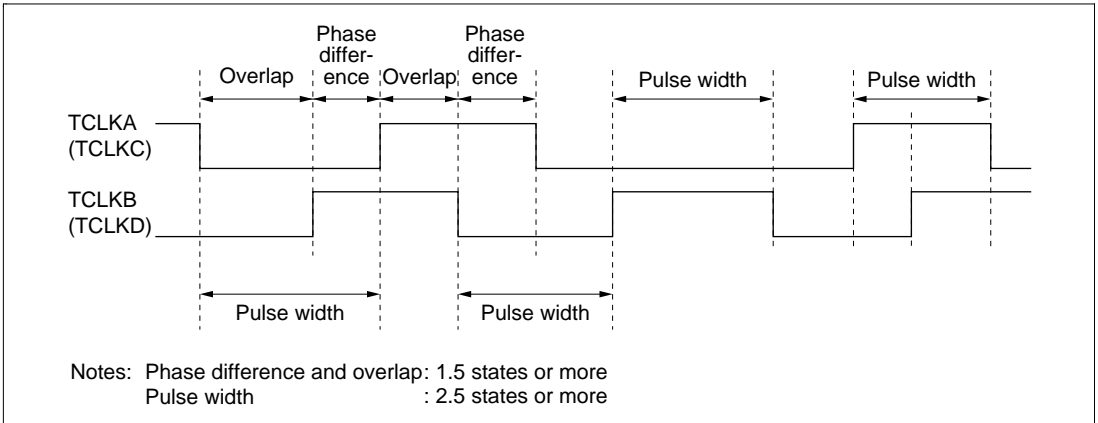 Phase
differ-
ence
Phase
differ-
ence
Overlap
Overlap
Pulse width
Pulse width
TCLKA
(TCLKC)
TCLKB
(TCLKD)
Pulse width
Pulse width
Notes: Phase difference and overlap : 1.5 states or more
Pulse width : 2.5 states or more